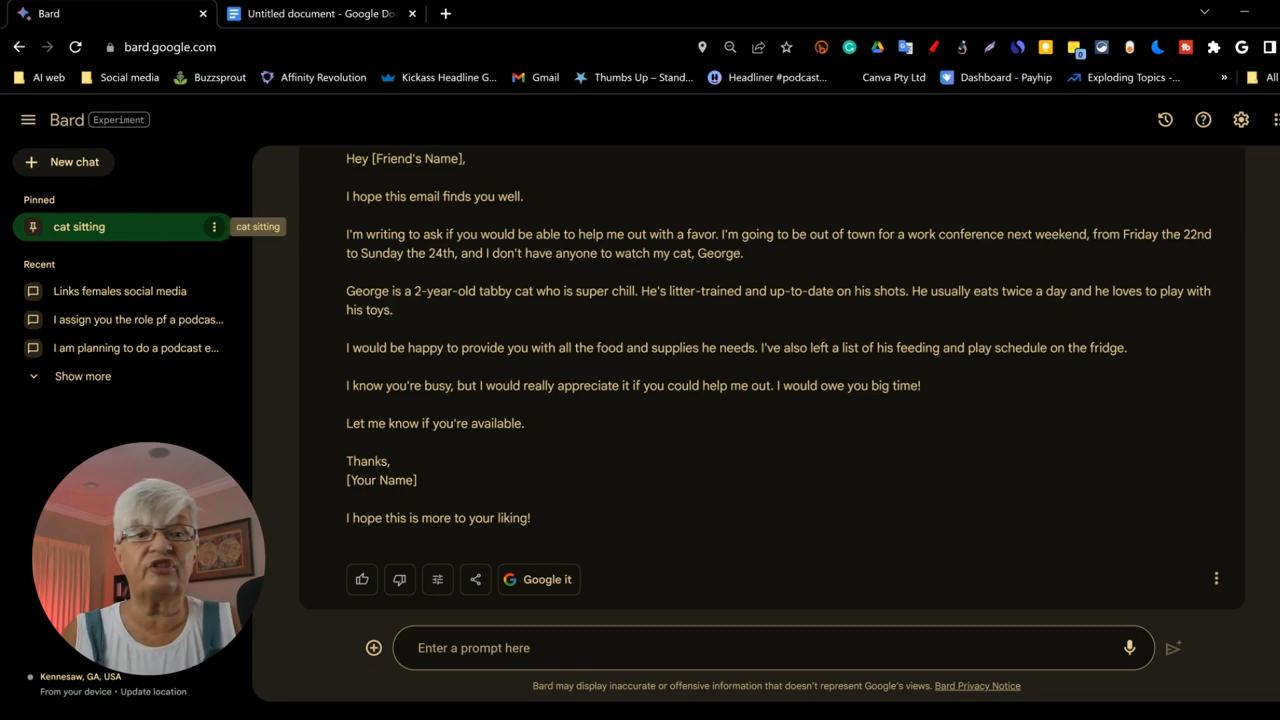 Bard
Untitled document - Google Do
bard.google.com
AI web
Social media
Buzzsprout
Affinity Revolution
Kickass Headline G...
Gmail
Thumbs Up – Stand...
Headliner #podcast...
Canva Pty Ltd
Dashboard - Payhip
Exploding Topics -...
»
All
Bard Experiment
New chat
Pinned
cat sitting
cat sitting
Recent
Links females social media
I assign you the role pf a podcas...
I am planning to do a podcast e...
Show more
Kennesaw, GA, USA
From your device • Update location
Hey [Friend's Name],
I hope this email finds you well.
I'm writing to ask if you would be able to help me out with a favor. I'm going to be out of town for a work conference next weekend, from Friday the 22nd
to Sunday the 24th, and I don't have anyone to watch my cat, George.
George is a 2-year-old tabby cat who is super chill. He's litter-trained and up-to-date on his shots. He usually eats twice a day and he loves to play with
his toys.
I would be happy to provide you with all the food and supplies he needs. I've also left a list of his feeding and play schedule on the fridge.
I know you're busy, but I would really appreciate it if you could help me out. I would owe you big time!
Let me know if you're available.
Thanks,
[Your Name]
I hope this is more to your liking!
Google it
Enter a prompt here
Bard may display inaccurate or offensive information that doesn't represent Google's views. Bard Privacy Notice